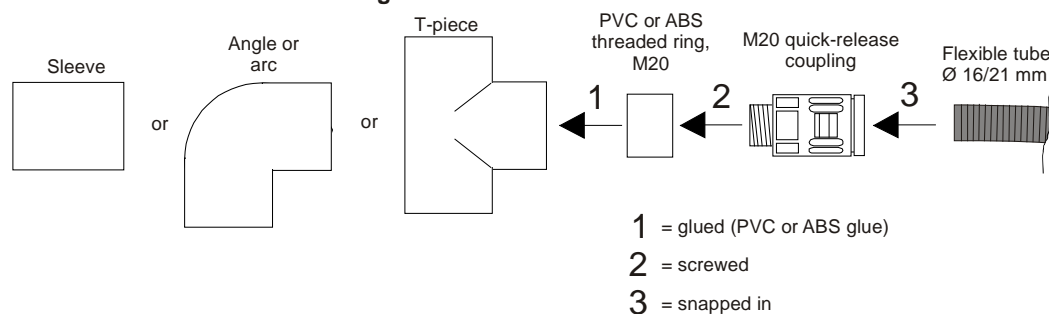 Sleeve
or
Angle or
arc
or
T-piece
1
PVC or ABS
threaded ring,
M20
2
M20 quick-release
coupling
3
Flexible tube
Ø 16/21 mm
1 = glued (PVC or ABS glue)
2 = screwed
3 = snapped in